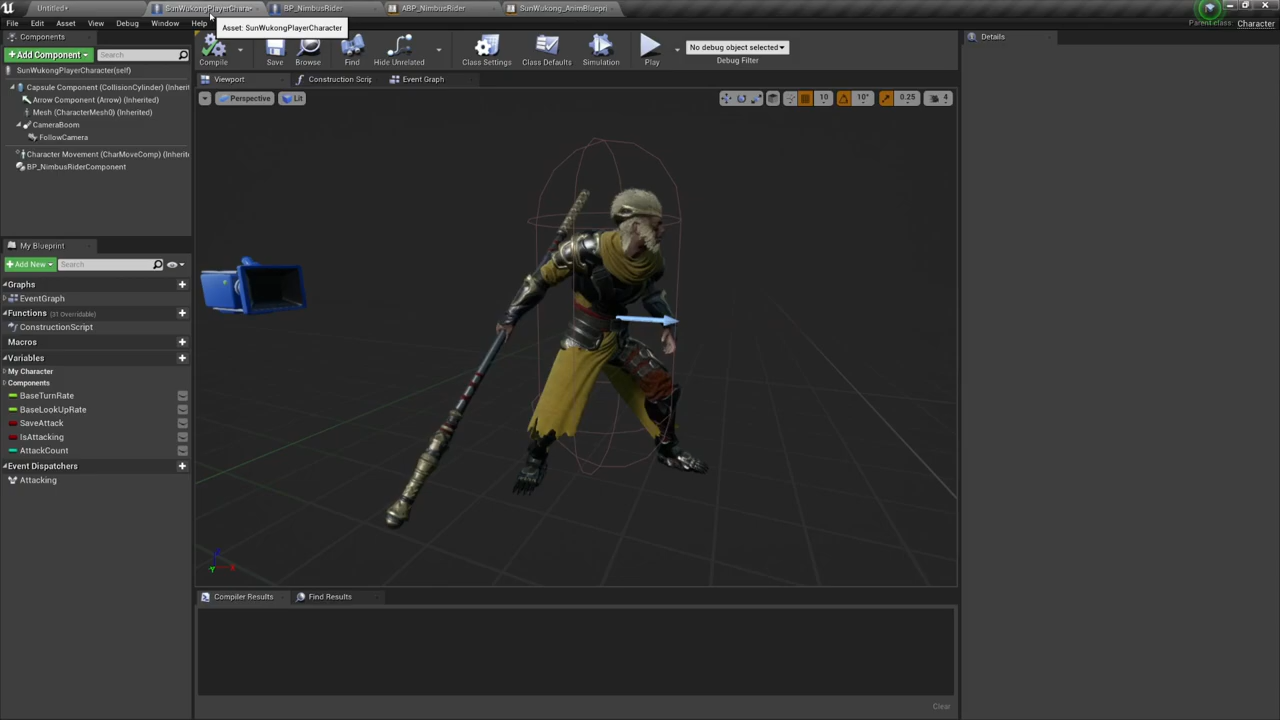 Untitled*
SunWukongPlayerChara
BP_NimbusRider
ABP_NimbusRider
SunWukong_AnimBluepri
File
Edit
Asset
View
Debug
Window
Help
Asset: SunWukongPlayerCharacter
Parent class:
Character
Components
+Add Component
Search
SunWukongPlayerCharacter(self)
Capsule Component (CollisionCylinder) (Inherit
Arrow Component (Arrow) (Inherited)
Mesh (CharacterMesh0) (Inherited)
CameraBoom
FollowCamera
Character Movement (CharMoveComp) (Inherite
BP_NimbusRiderComponent
Compile
Save
Browse
Find
Hide Unrelated
Class Settings
Class Defaults
Simulation
Play
No debug object selected
Debug Filter
Viewport
Construction Scrip
Event Graph
Perspective
Lit
10
10°
0.25
4
Details
My Blueprint
+Add New
Search
Graphs
EventGraph
Functions (31 Overridable)
ConstructionScript
Macros
Variables
My Character
Components
BaseTurnRate
BaseLookUpRate
SaveAttack
IsAttacking
AttackCount
Event Dispatchers
Attacking
Z
Y
X
Compiler Results
Find Results
Clear